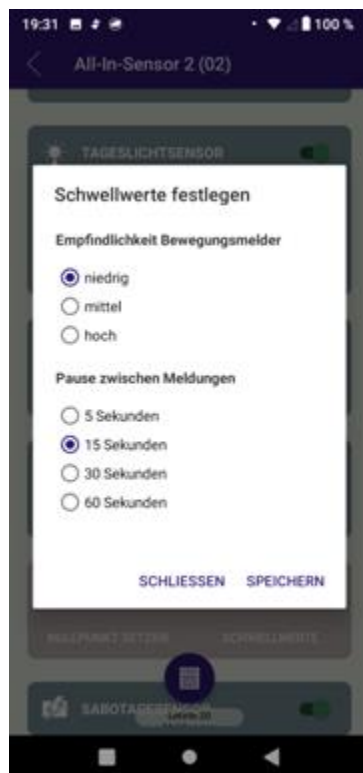 19:31
100 %
All-In-Sensor 2 (02)
TAGESLICHTSENSOR
Schwellwerte festlegen
Empfindlichkeit Bewegungsmelder
niedrig
mittel
hoch
Pause zwischen Meldungen
5 Sekunden
15 Sekunden
30 Sekunden
60 Sekunden
SCHLIESSEN SPEICHERN
NULLPUNKT SETZEN SCHWELLWERTE
SABOTAGESENSOR